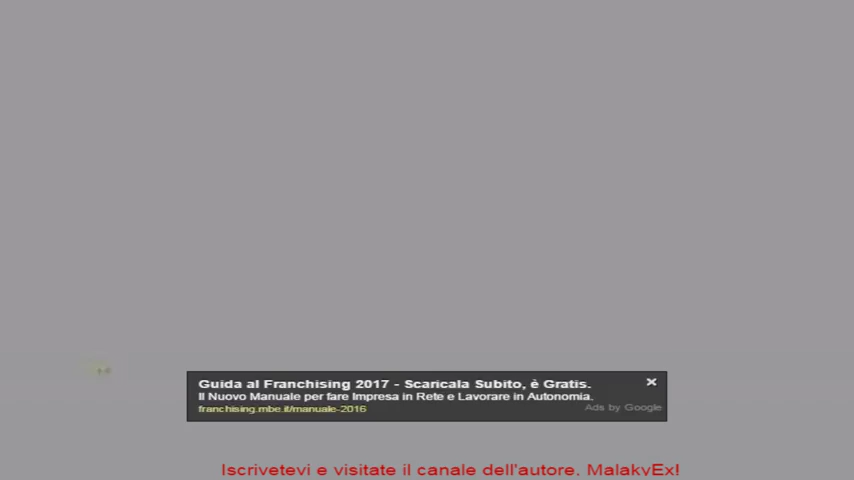 Guida al Franchising 2017 - Scaricala Subito, è Gratis.
Il Nuovo Manuale per fare Impresa in Rete e Lavorare in Autonomia.
franchising.mbe.it/manuale-2016
Ads by Google
Iscrivetevi e visitate il canale dell'autore. MalakvEx!